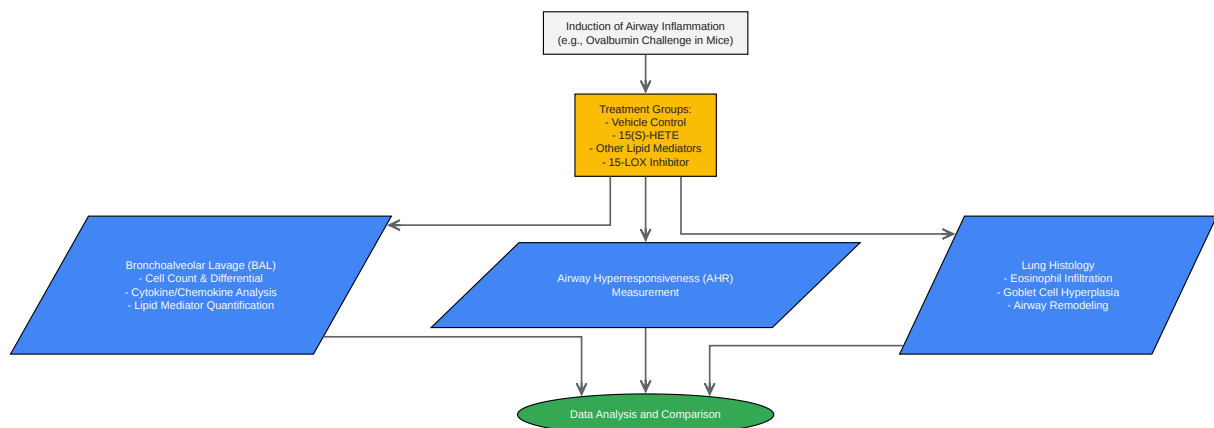 Induction of Airway Inflammation
(e.g., Ovalbumin Challenge in Mice)
Treatment Groups:
- Vehicle Control
- 15(S)-HETE
- Other Lipid Mediators
- 15-LOX Inhibitor
Bronchoalveolar Lavage (BAL)
- Cell Count & Differential
- Cytokine/Chemokine Analysis
- Lipid Mediator Quantification
Airway Hyperresponsiveness (AHR)
Measurement
Lung Histology
- Eosinophil Infiltration
- Goblet Cell Hyperplasia
- Airway Remodeling
Data Analysis and Comparison